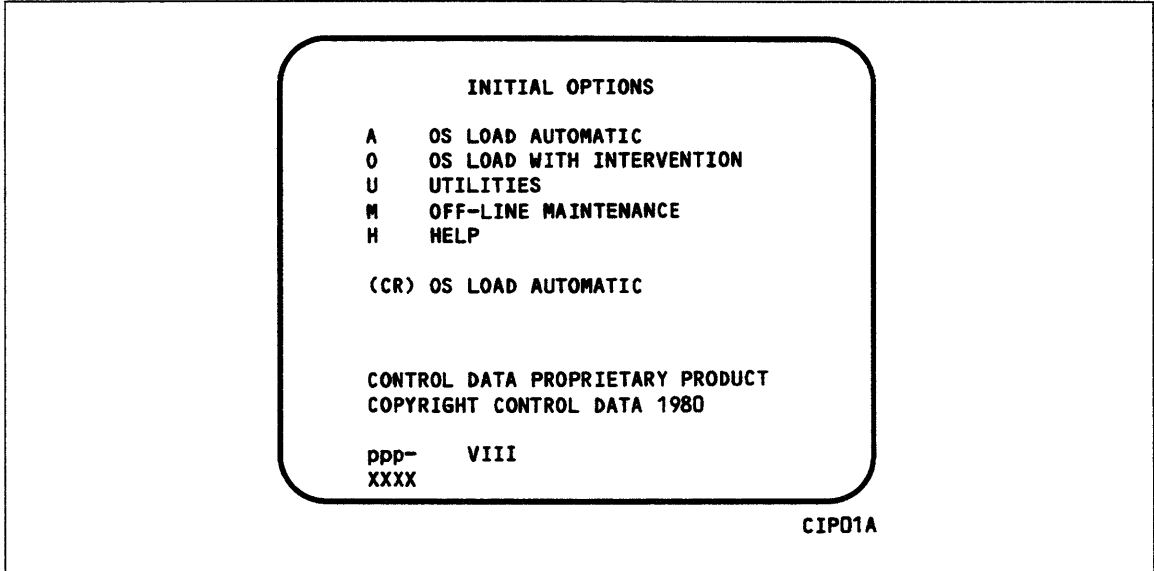 INITIAL OPTIONS
A OS LOAD AUTOMATIC
O OS LOAD WITH INTERVENTION
U UTILITIES
M OFF-LINE MAINTENANCE
H HELP
(CR) OS LOAD AUTOMATIC
CONTROL DATA PROPRIETARY PRODUCT
COPYRIGHT CONTROL DATA 1980
ppp- VIII
XXXX
CIP01A